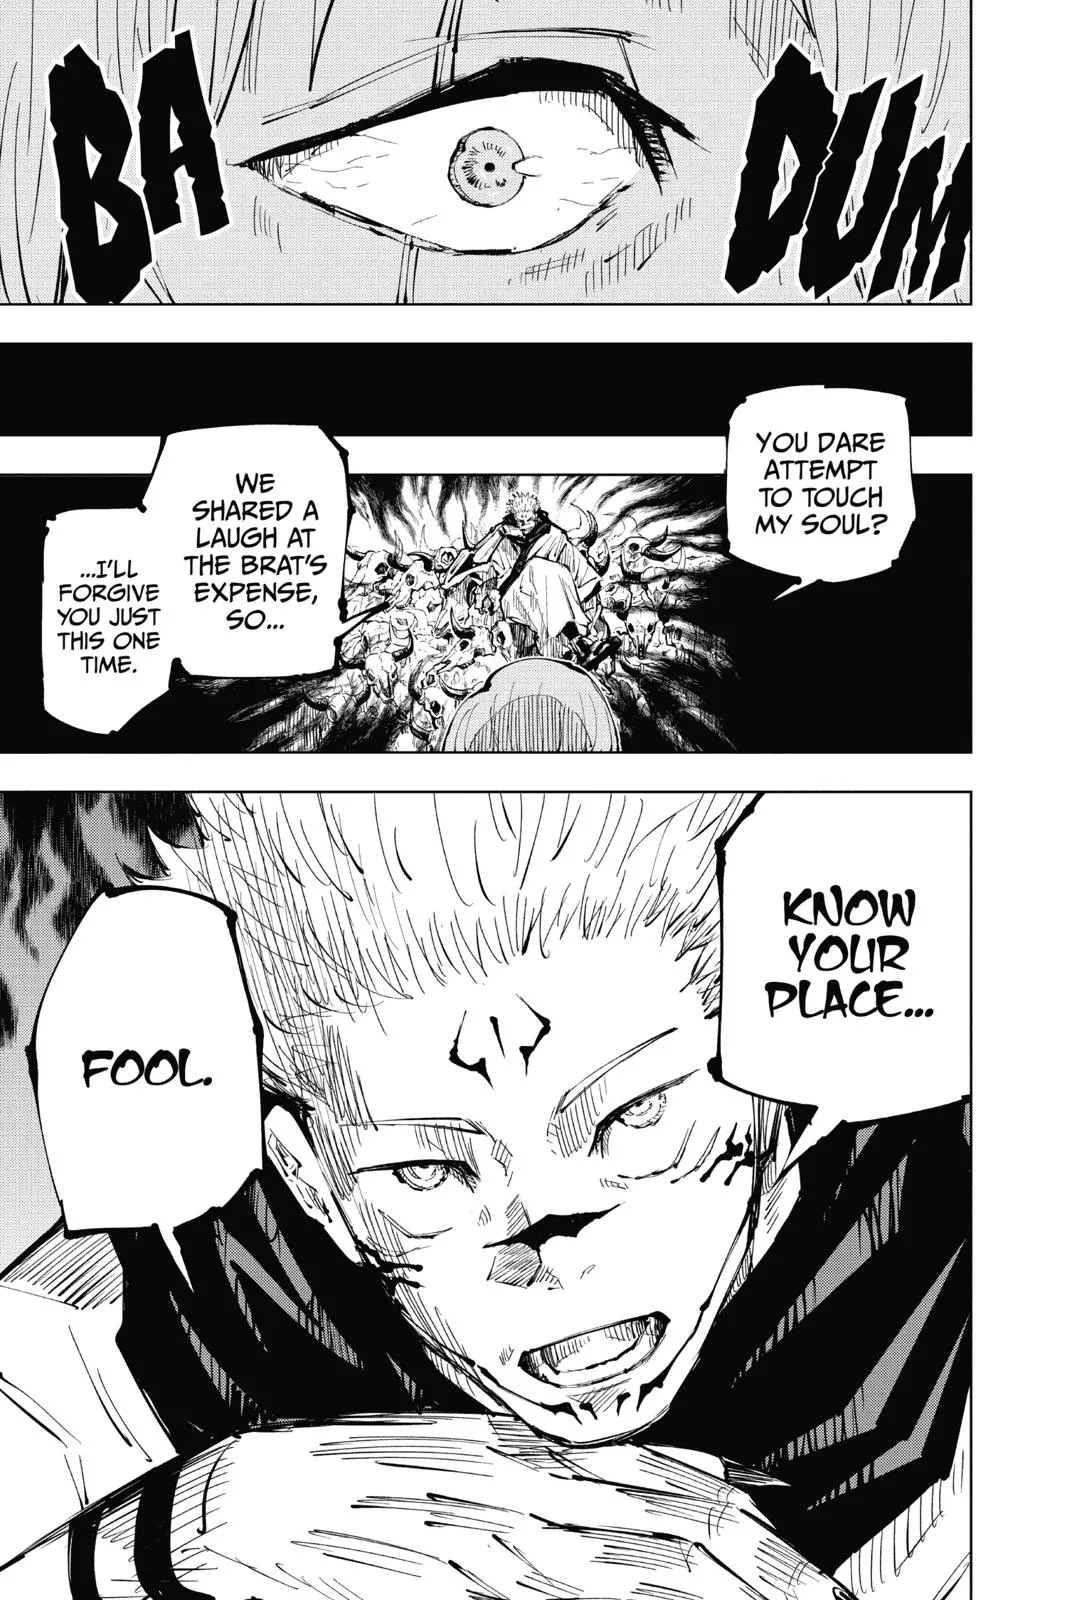 BA
DUM
YOU DARE
ATTEMPT
TO TOUCH
MY SOUL?
WE
SHARED A
LAUGH AT
THE BRAT'S
EXPENSE,
SO...
...I'LL
FORGIVE
YOU JUST
THIS ONE
TIME.
KNOW
YOUR
PLACE...
FOOL.